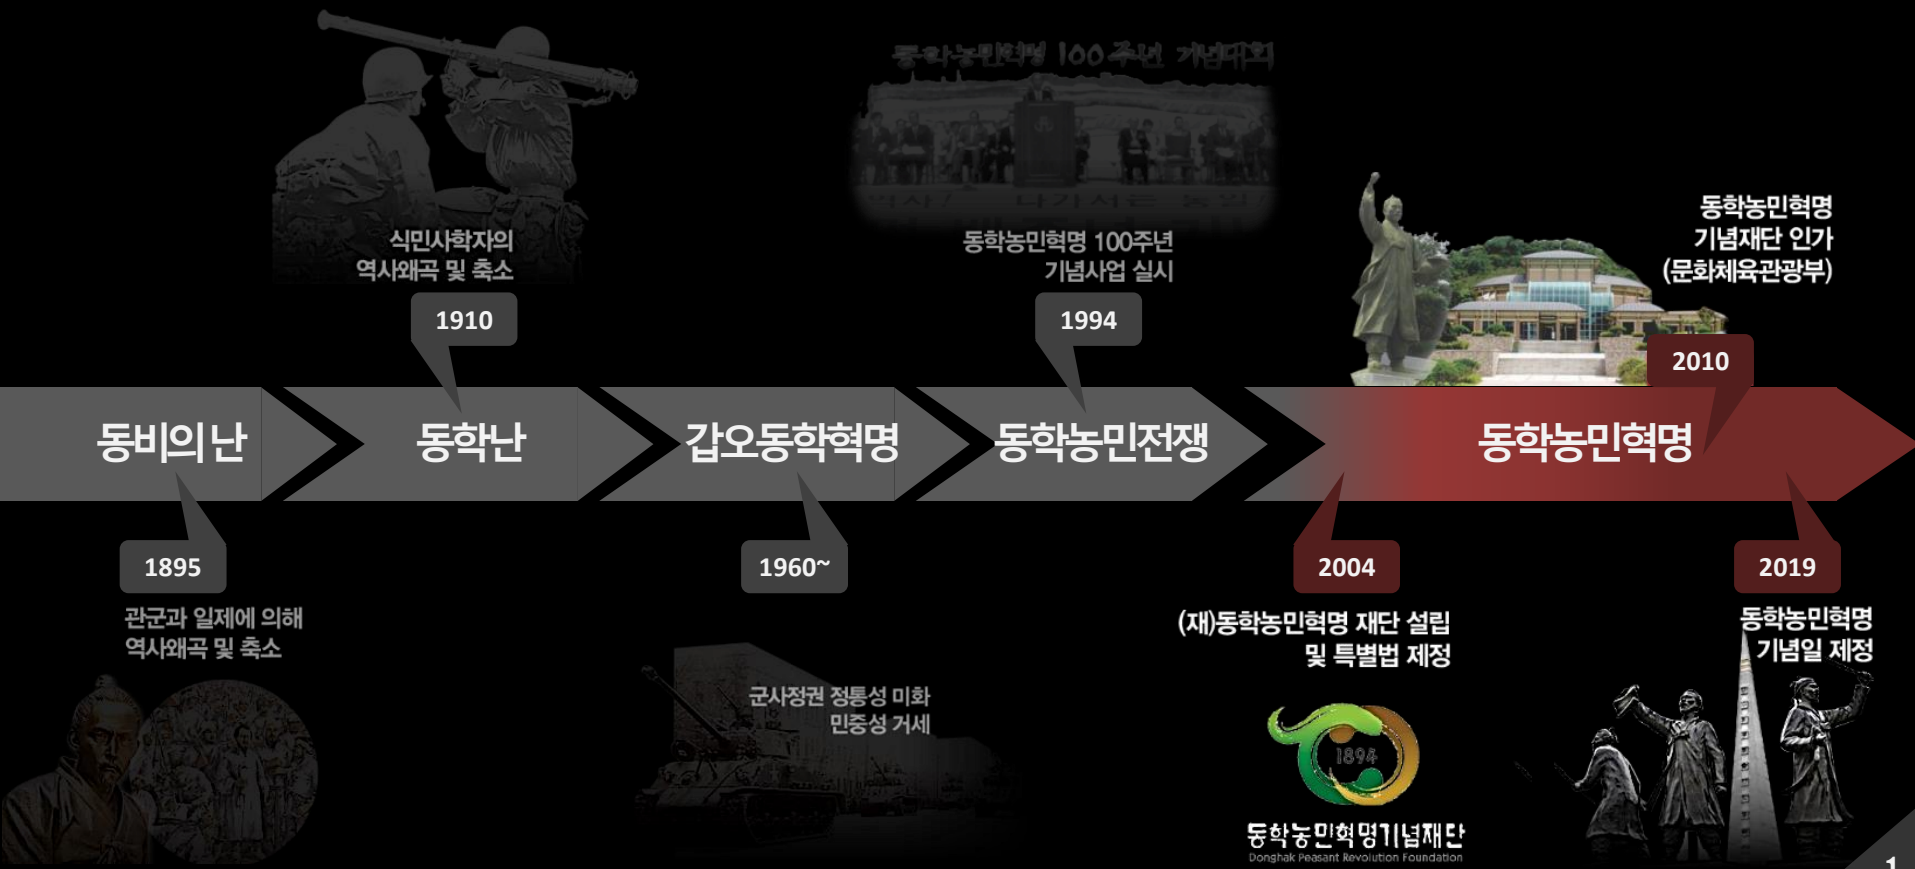 동학농민혁명 100주년 기념대회
식민사학자의
역사왜곡 및 축소
1910
동학농민혁명 100주년
기념사업 실시
1994
동학농민혁명
기념재단 인가
(문화체육관광부)
2010
동비의 난
동학난
갑오동학혁명
동학농민전쟁
동학농민혁명
1895
관군과 일제에 의해
역사왜곡 및 축소
1960~
군사정권 정통성 미화
민중성 거세
2004
(재)동학농민혁명 재단 설립
및 특별법 제정
1894
동학농민혁명기념재단
Donghak Peasant Revolution Foundation
2019
동학농민혁명
기념일 제정
1